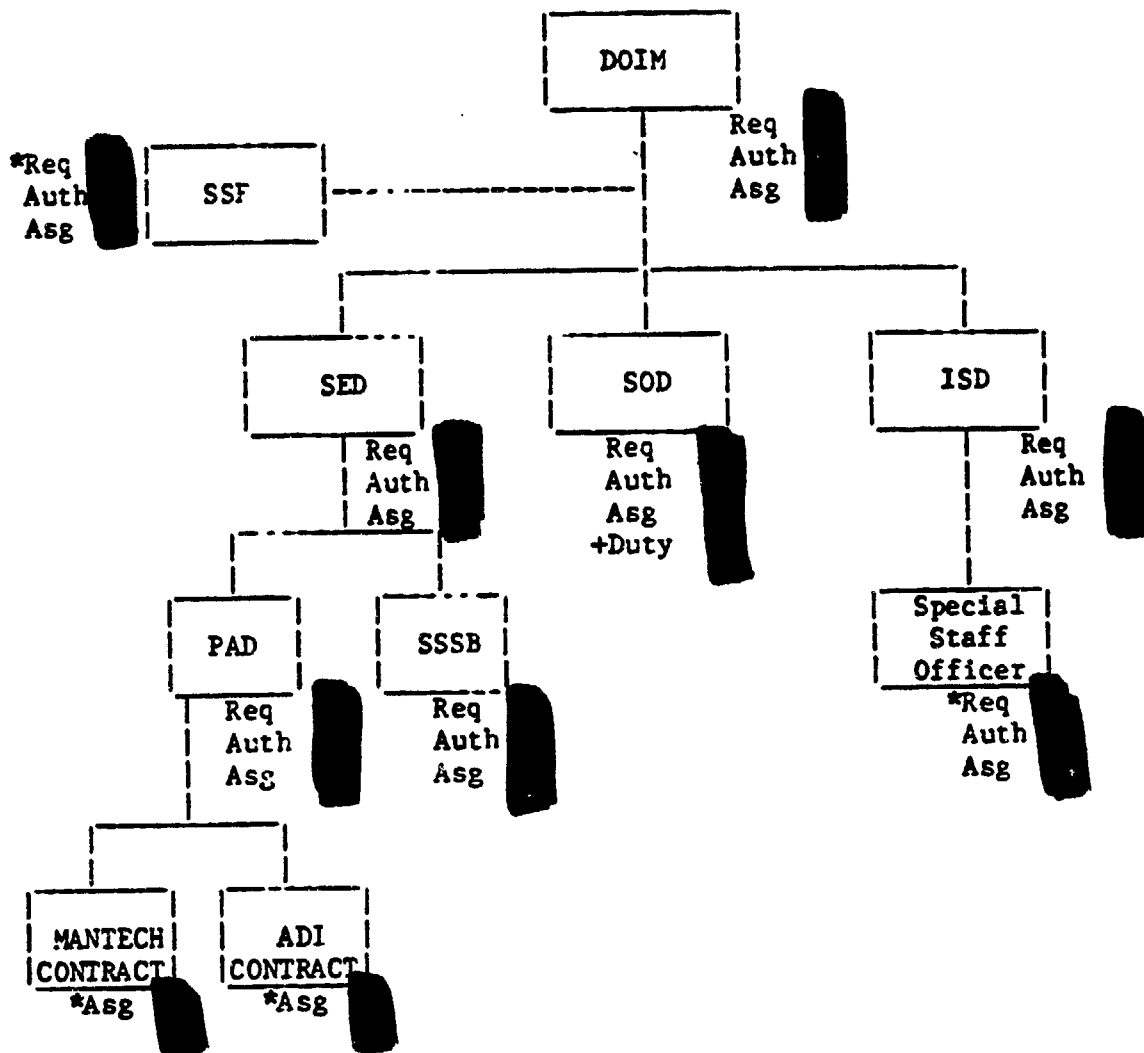 DOIM
Req
Auth
Asg
*Req
Auth
Asg
SSF
SED
Req
Auth
Asg
SOD
Req
Auth
Asg
+Duty
ISD
Req
Auth
Asg
PAD
Req
Auth
Asg
SSSB
Req
Auth
Asg
Special
Staff
Officer
*Req
Auth
Asg
MANTECH
CONTRACT
*Asg
ADI
CONTRACT
*Asg